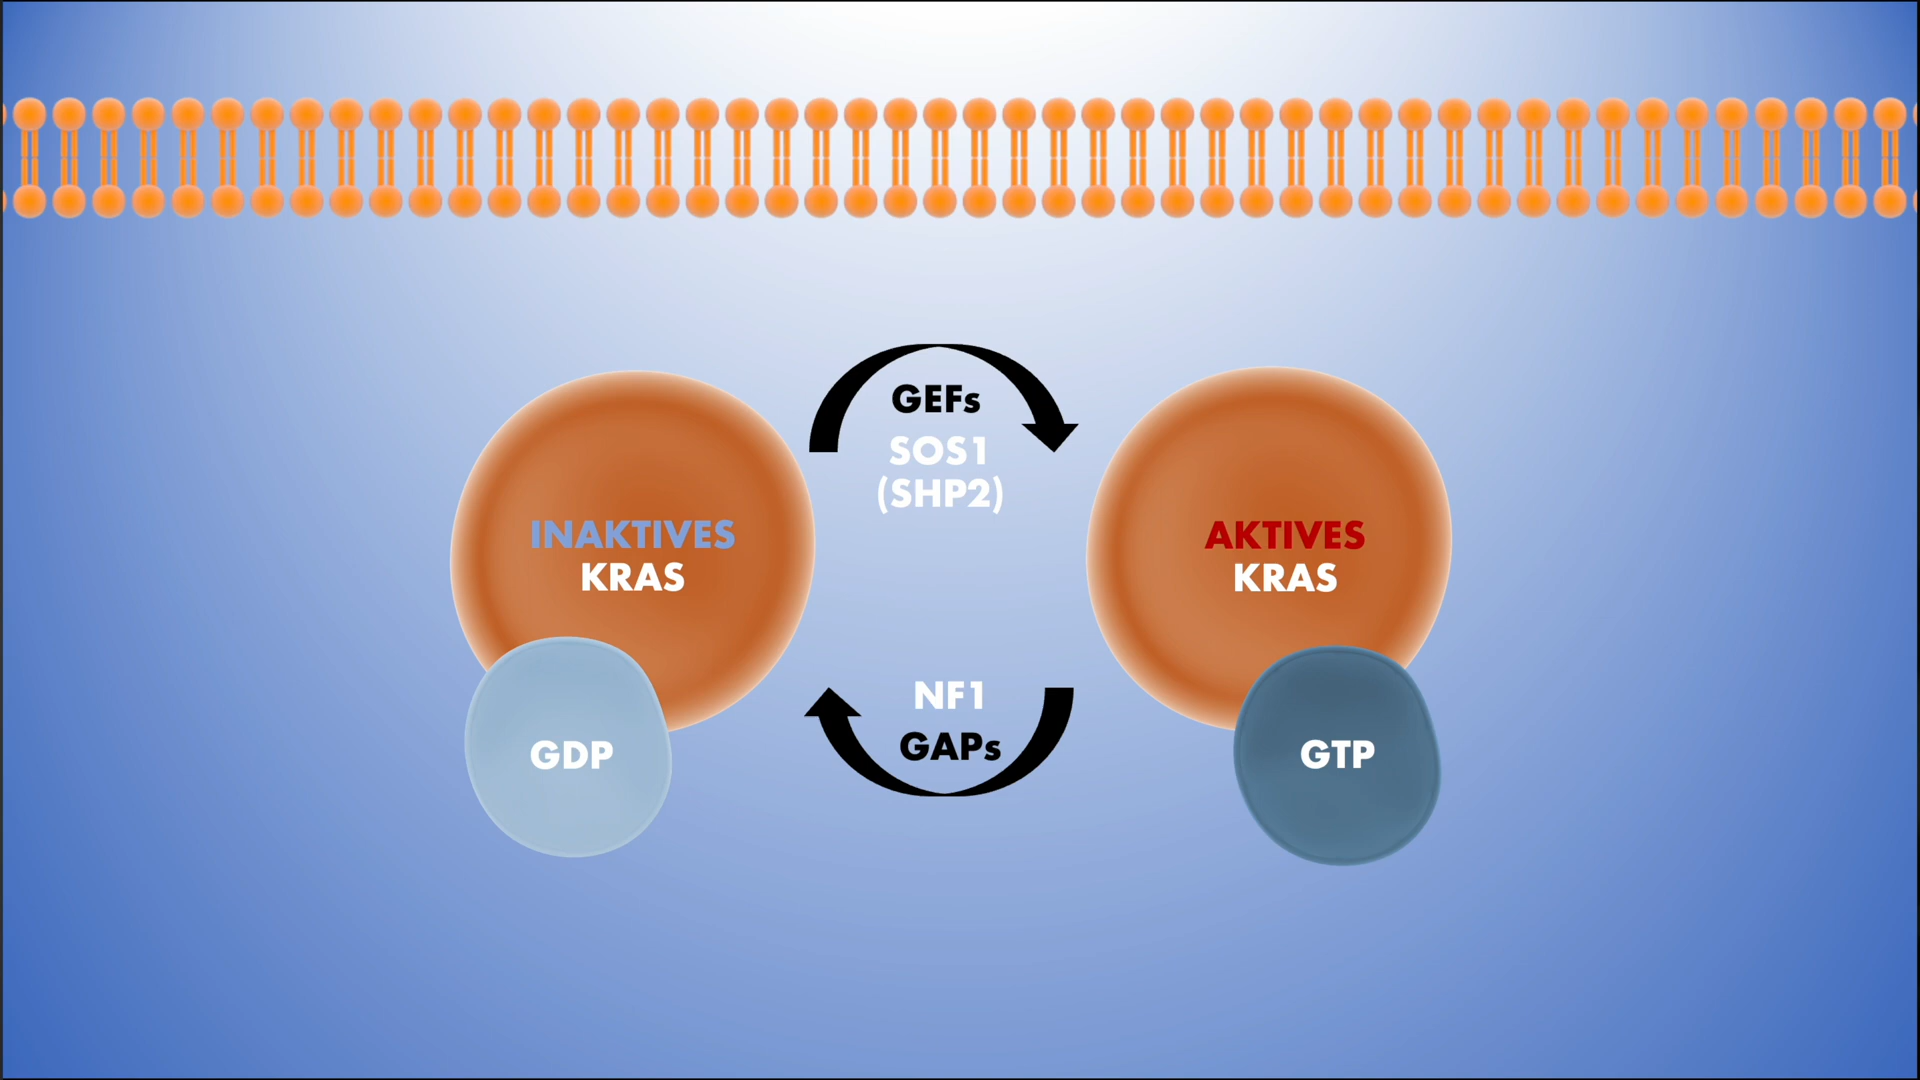 GEFs
SOS1
(SHP2)
INAKTIVES
KRAS
AKTIVES
KRAS
NF1
GAPs
GDP
GTP